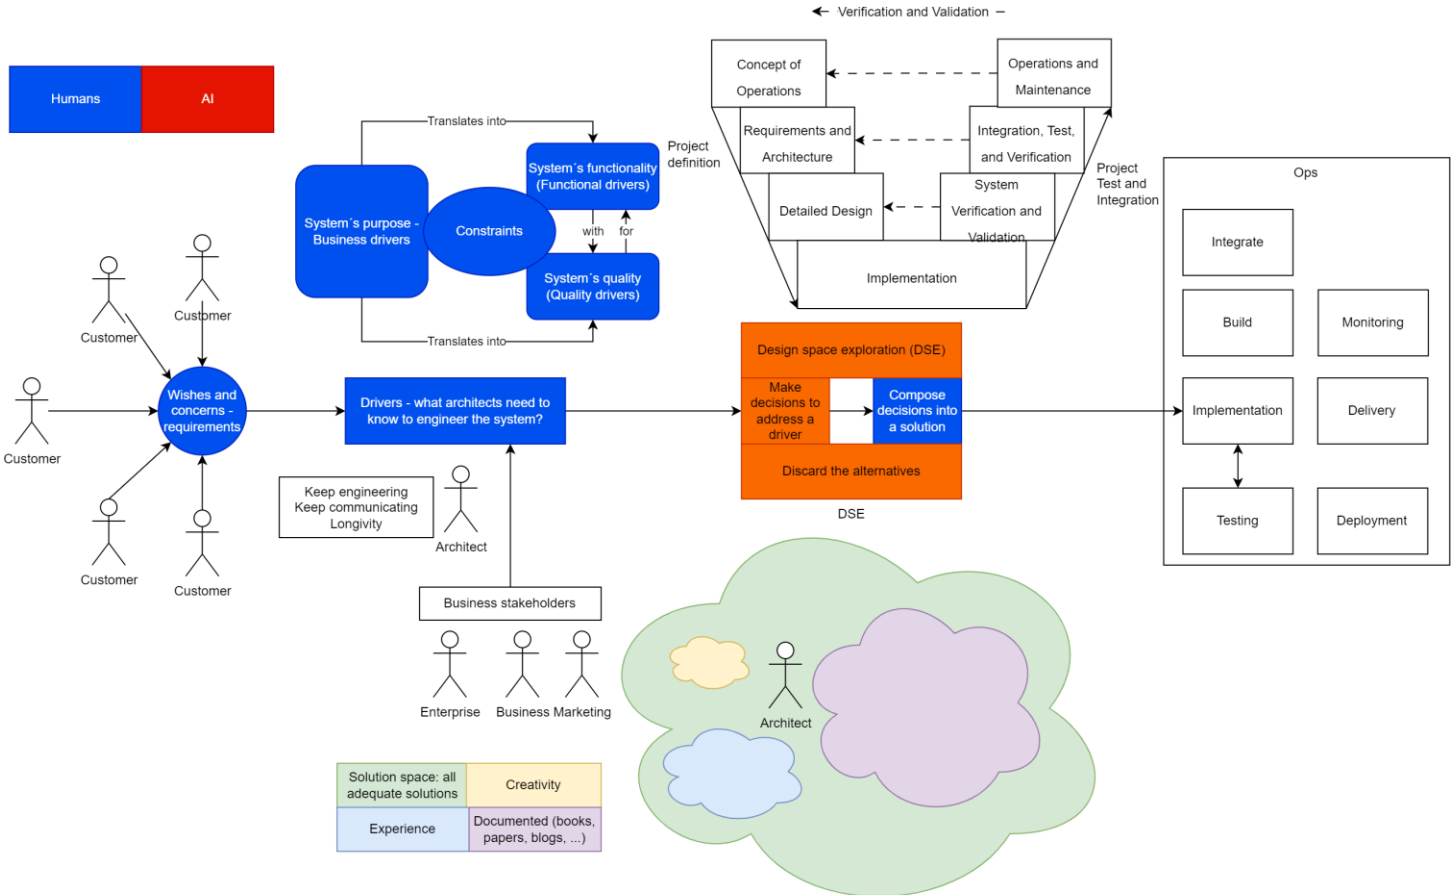 Verification and Validation
Humans
AI
Translates into
System´s purpose -
Business drivers
Constraints
System´s functionality
(Functional drivers)
with
for
System´s quality
(Quality drivers)
Translates into
Project
definition
Concept of
Operations
Operations and
Maintenance
Requirements and
Architecture
Integration, Test,
and Verification
Detailed Design
System
Verification and
Validation
Implementation
Project
Test and
Integration
Ops
Integrate
Build
Monitoring
Implementation
Delivery
Testing
Deployment
Customer
Customer
Customer
Customer
Customer
Wishes and
concerns -
requirements
Drivers - what architects need to
know to engineer the system?
Keep engineering
Keep communicating
Longivity
Architect
Business stakeholders
Enterprise
Business
Marketing
Design space exploration (DSE)
Make
decisions to
address a
driver
Compose
decisions into
a solution
Discard the alternatives
DSE
Architect
Solution space: all
adequate solutions
Creativity
Experience
Documented (books,
papers, blogs, ...)